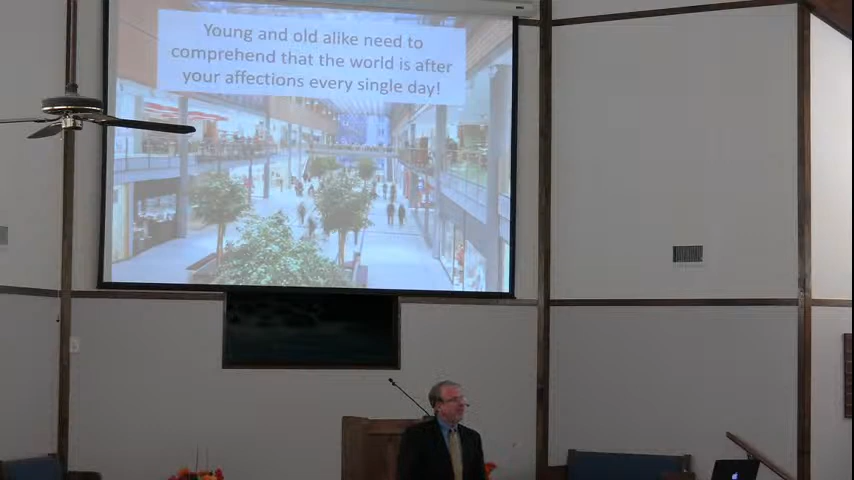 Young and old alike need to
comprehend that the world is after
your affections every single day!